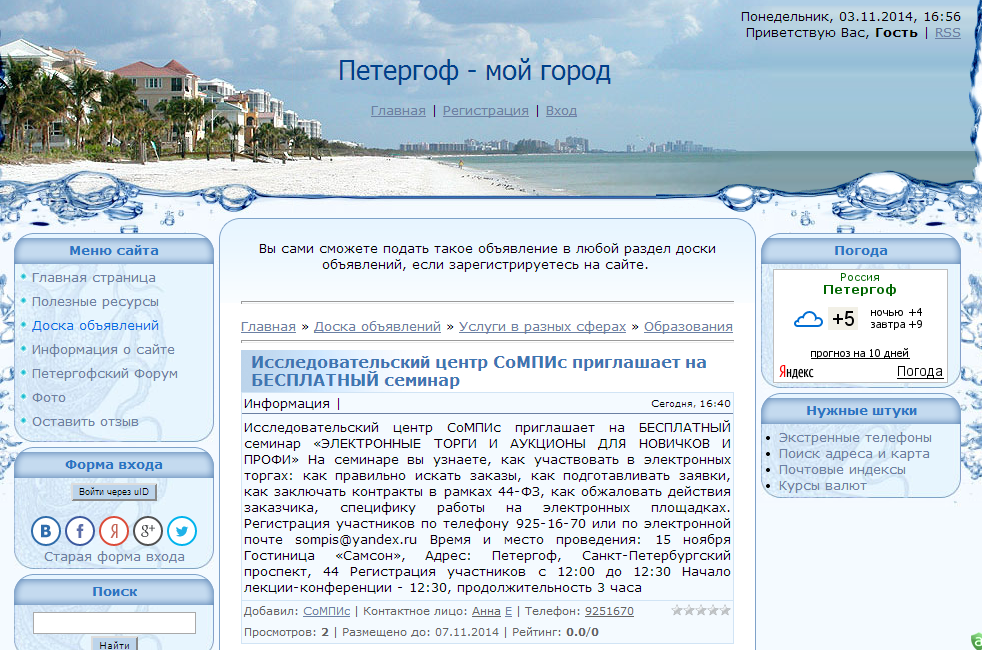 Понедельник, 03.11.2014, 16:56
Приветствую Вас, Гость | RSS
Петергоф - мой город
Главная | Регистрация | Вход
Меню сайта
Главная страница
Полезные ресурсы
Доска объявлений
Информация о сайте
Петергофский Форум
Фото
Оставить отзыв
Форма входа
Войти через uID
В f Я g+
Старая форма входа
Поиск
Найти
Вы сами сможете подать такое объявление в любой раздел доски
объявлений, если зарегистрируетесь на сайте.
Главная » Доска объявлений » Услуги в разных сферах » Образования
Исследовательский центр СоМПИс приглашает на
БЕСПЛАТНЫЙ семинар
Информация |
Сегодня, 16:40
Исследовательский центр СоМПИс приглашает на БЕСПЛАТНЫЙ
семинар «ЭЛЕКТРОННЫЕ ТОРГИ И АУКЦИОНЫ ДЛЯ НОВИЧКОВ И
ПРОФИ» На семинаре вы узнаете, как участвовать в электронных
торгах: как правильно искать заказы, как подготавливать заявки,
как заключать контракты в рамках 44-ФЗ, как обжаловать действия
заказчика, специфику работы на электронных площадках.
Регистрация участников по телефону 925-16-70 или по электронной
почте sompis@yandex.ru Время и место проведения: 15 ноября
Гостиница «Самсон», Адрес: Петергоф, Санкт-Петербургский
проспект, 44 Регистрация участников с 12:00 до 12:30 Начало
лекции-конференции - 12:30, продолжительность 3 часа
Добавил: СоМПИс | Контактное лицо: Анна E | Телефон: 9251670
Просмотров: 2 | Размещено до: 07.11.2014 | Рейтинг: 0.0/0
Погода
Россия
Петергоф
+5
ночью +4
завтра +9
прогноз на 10 дней
Яндекс Погода
Нужные штуки
Экстренные телефоны
Поиск адреса и карта
Почтовые индексы
Курсы валют